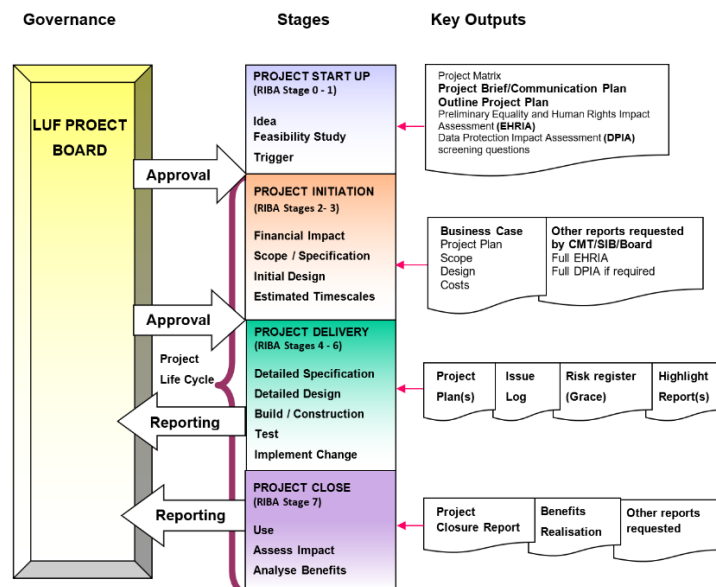 Governance
Stages
Key Outputs
LUF PROECT
BOARD
Approval
Approval
Project
Life Cycle
Reporting
Reporting
PROJECT START UP
(RIBA Stage 0 - 1)
Idea
Feasibility Study
Trigger
PROJECT INITIATION
(RIBA Stages 2- 3)
Financial Impact
Scope / Specification
Initial Design
Estimated Timescales
PROJECT DELIVERY
(RIBA Stages 4 - 6)
Detailed Specification
Detailed Design
Build / Construction
Test
Implement Change
PROJECT CLOSE
(RIBA Stage 7)
Use
Assess Impact
Analyse Benefits
Project Matrix
Project Brief/Communication Plan
Outline Project Plan
Preliminary Equality and Human Rights Impact
Assessment (EHRIA)
Data Protection Impact Assessment (DPIA)
screening questions
Business Case
Project Plan
Scope
Design
Costs
Other reports requested
by CMT/SIB/Board
Full EHRIA
Full DPIA if required
Project
Plan(s)
Issue
Log
Risk register
(Grace)
Highlight
Report(s)
Project
Closure Report
Benefits
Realisation
Other reports
requested